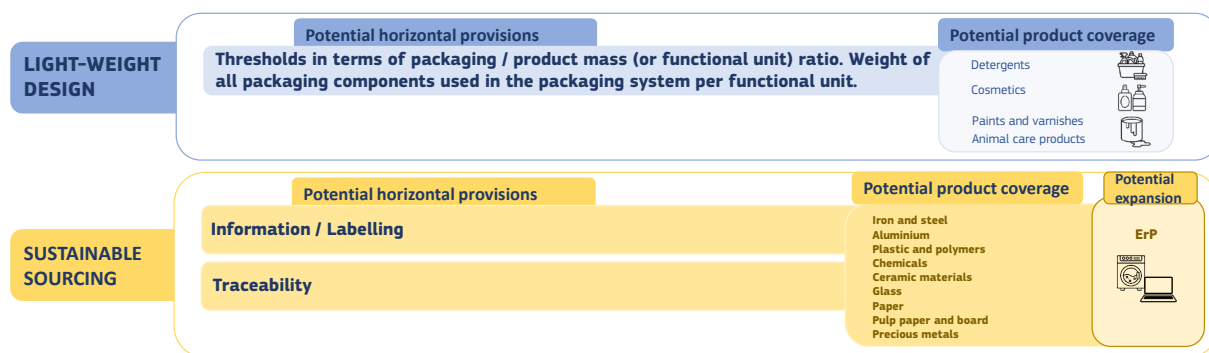 Potential horizontal provisions
Potential product coverage
LIGHT-WEIGHT
DESIGN
Thresholds in terms of packaging / product mass (or functional unit) ratio. Weight of
all packaging components used in the packaging system per functional unit.
Detergents
Cosmetics
Paints and varnishes
Animal care products
Potential horizontal provisions
Potential product coverage
Potential
expansion
SUSTAINABLE
SOURCING
Information / Labelling
Traceability
Iron and steel
Aluminium
Plastic and polymers
Chemicals
Ceramic materials
Glass
Paper
Pulp paper and board
Precious metals
ErP